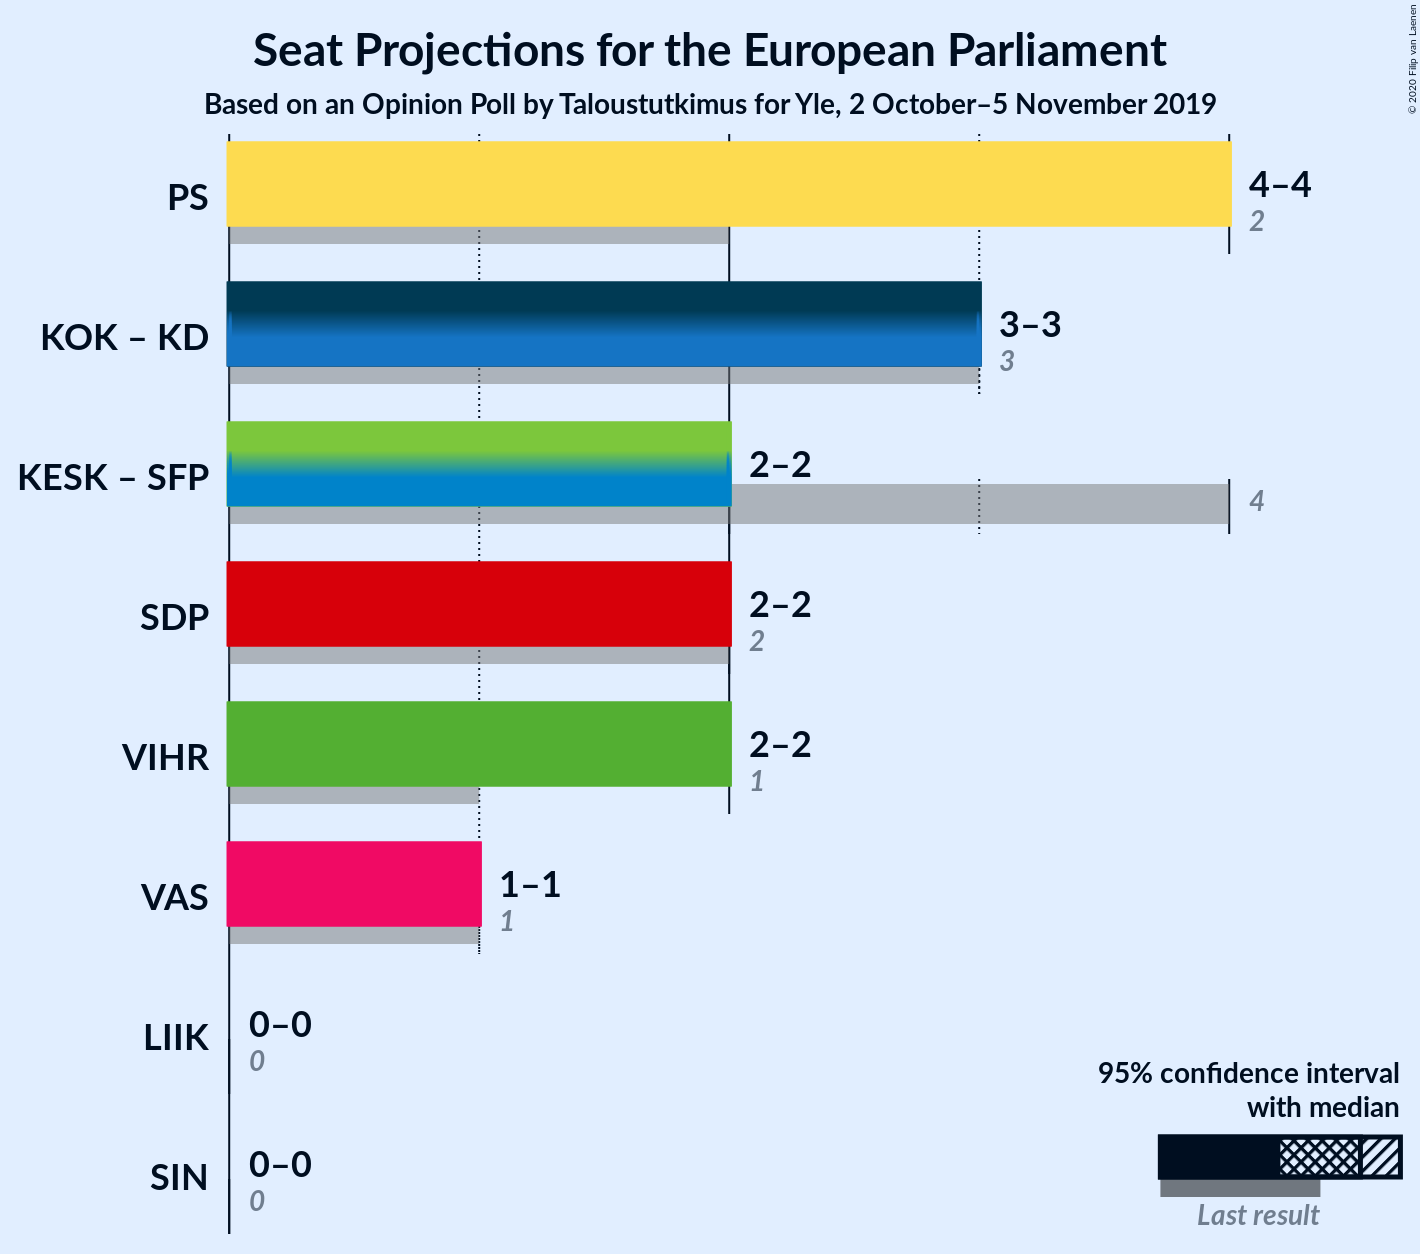 Seat Projections for the European Parliament
Based on an Opinion Poll by Taloustutkimus for Yle, 2 October–5 November 2019
© 2020 Filip van Laenen
PS
4–4
2
KOK – KD
3–3
3
KESK – SFP
2–2
4
SDP
2–2
2
VIHR
2–2
1
VAS
1–1
1
LIIK
0–0
0
SIN
0–0
0
95% confidence interval
with median
Last result